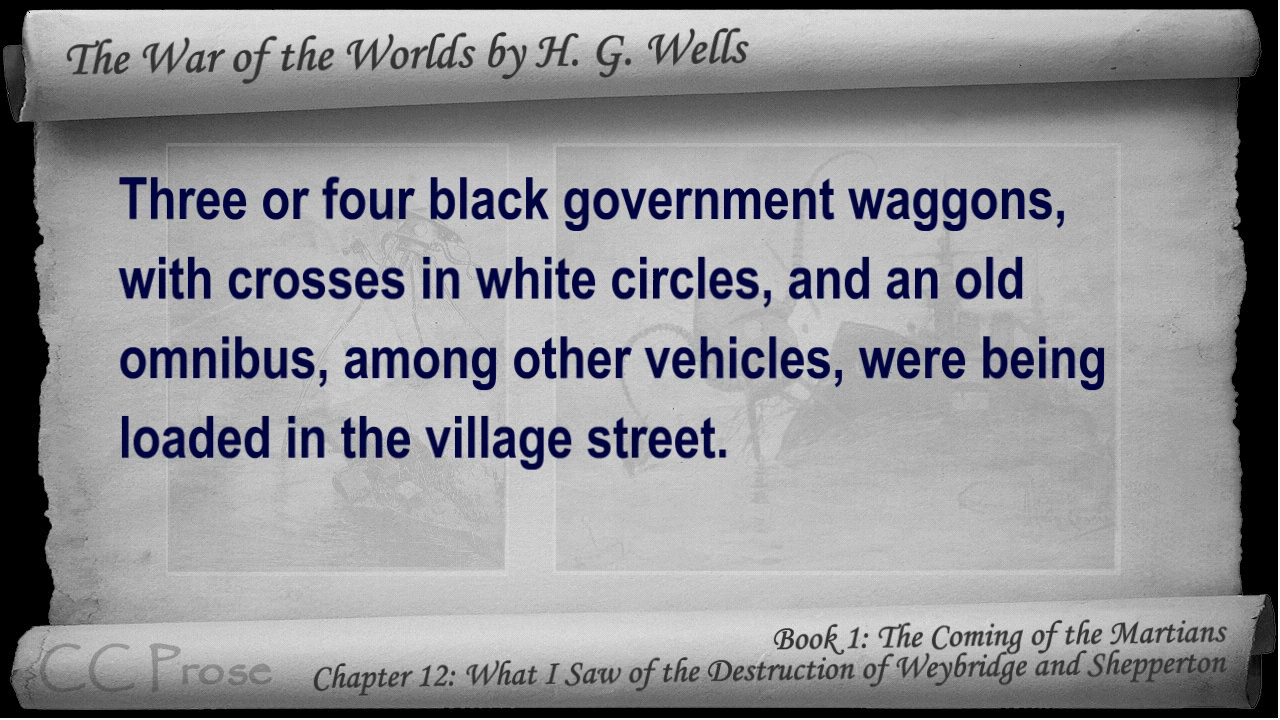 The War of the Worlds by H. G. Wells
Three or four black government waggons,
with crosses in white circles, and an old
omnibus, among other vehicles, were being
loaded in the village street.
Book 1: The Coming of the Martians
CC Prose
Chapter 12: What I Saw of the Destruction of Weybridge and Shepperton